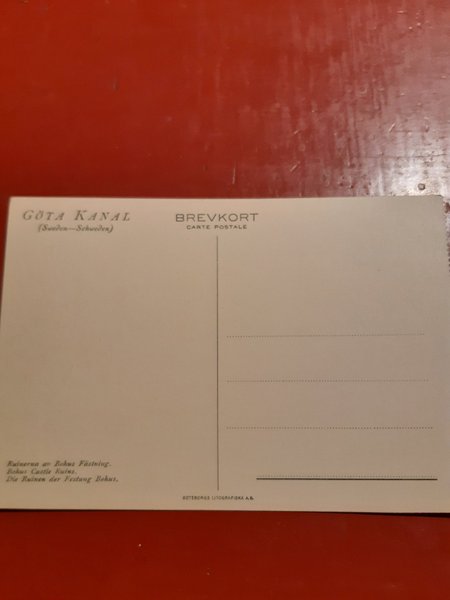 GÖTA KANAL
(Sweden—Schweden)
BREVKORT
CARTE POSTALE
Ruinerna av Bohus Fästning.
Bohus Castle Ruins.
Die Ruinen der Festung Bohus.
GÖTEBORGS LITOGRAFISKA A.B.